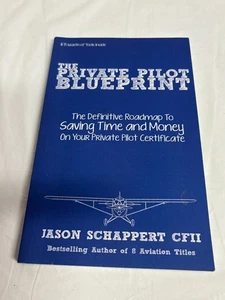 THE
PRIVATE PILOT
BLUEPRINT
The Definitive Roadmap To
Saving Time and Money
On Your Private Pilot Certificate
JASON SCHAPPERT CFII
Bestselling Author of 8 Aviation Titles